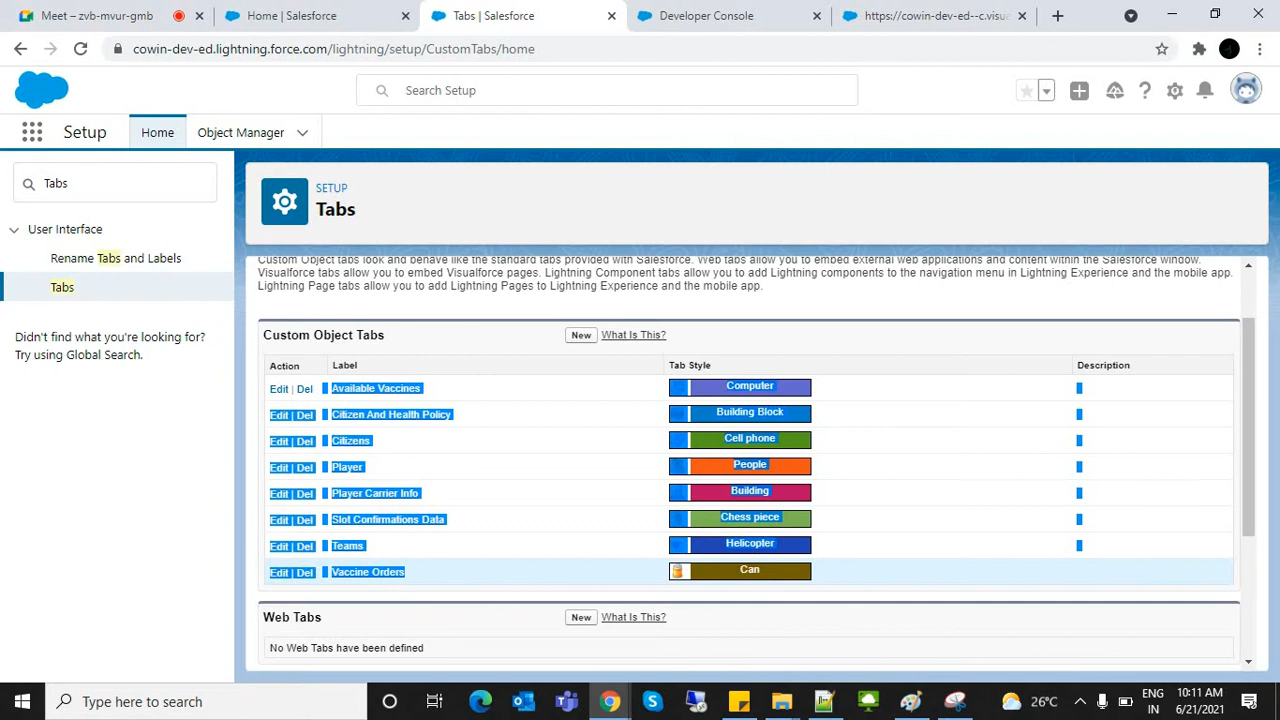 Meet – zvb-mvur-gmb
Home | Salesforce
Tabs | Salesforce
Developer Console
https://cowin-dev-ed--c.visua
cowin-dev-ed.lightning.force.com/lightning/setup/CustomTabs/home
Search Setup
Setup
Home
Object Manager
Tabs
User Interface
Rename Tabs and Labels
Tabs
Didn't find what you're looking for?
Try using Global Search.
SETUP
Tabs
Custom Object tabs look and behave like the standard tabs provided with Salesforce. Web tabs allow you to embed external web applications and content within the Salesforce window.
Visualforce tabs allow you to embed Visualforce pages. Lightning Component tabs allow you to add Lightning components to the navigation menu in Lightning Experience and the mobile app.
Lightning Page tabs allow you to add Lightning Pages to Lightning Experience and the mobile app.
Custom Object Tabs New What Is This?
Action Label Tab Style Description
Edit | Del Available Vaccines Computer
Edit | Del Citizen And Health Policy Building Block
Edit | Del Citizens Cell phone
Edit | Del Player People
Edit | Del Player Carrier Info Building
Edit | Del Slot Confirmations Data Chess piece
Edit | Del Teams Helicopter
Edit | Del Vaccine Orders Can
Web Tabs New What Is This?
No Web Tabs have been defined
Type here to search
26°C
ENG
IN
10:11 AM
6/21/2021